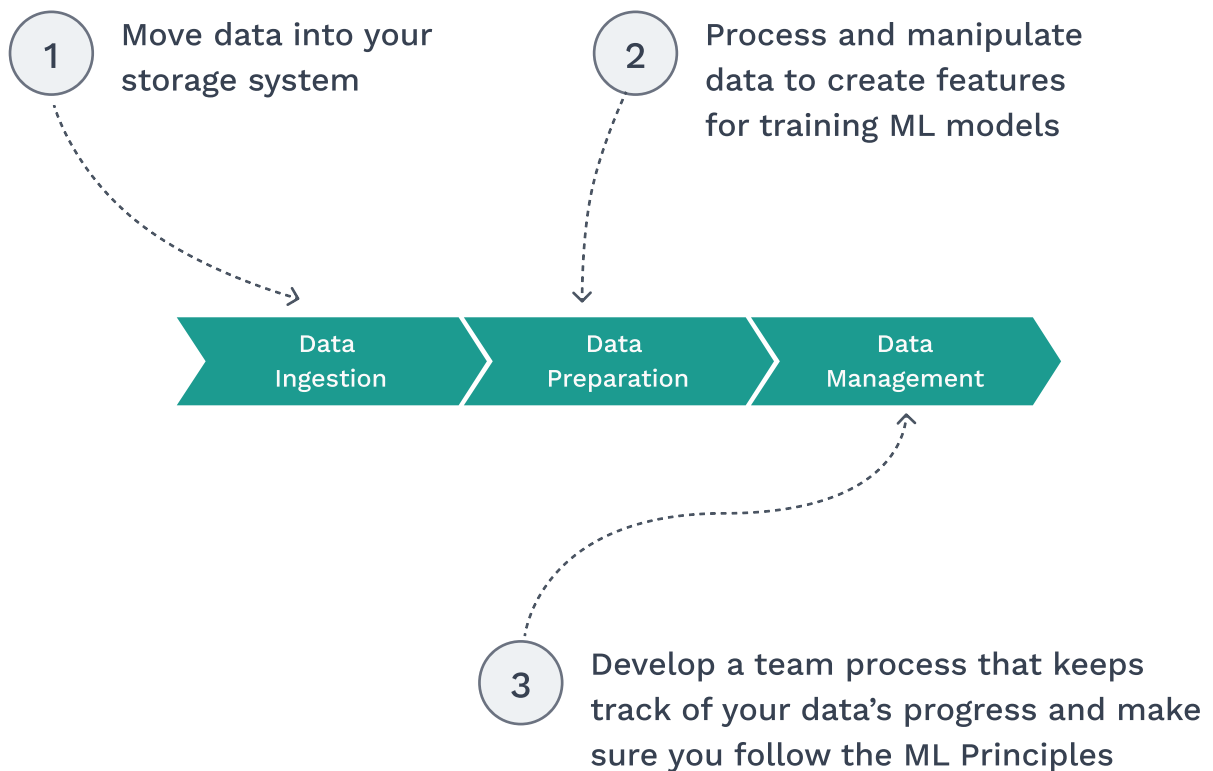 1
Move data into your
storage system
2
Process and manipulate
data to create features
for training ML models
Data
Ingestion
Data
Preparation
Data
Management
3
Develop a team process that keeps
track of your data’s progress and make
sure you follow the ML Principles